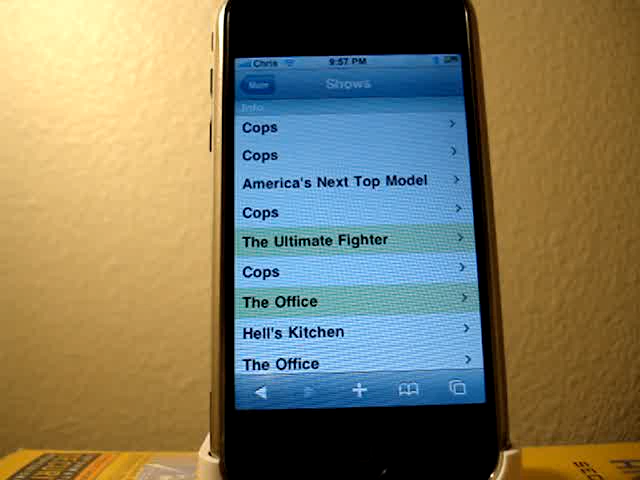 Chris 9:57 PM
More Shows
Info
Cops
Cops
America's Next Top Model
Cops
The Ultimate Fighter
Cops
The Office
Hell's Kitchen
The Office